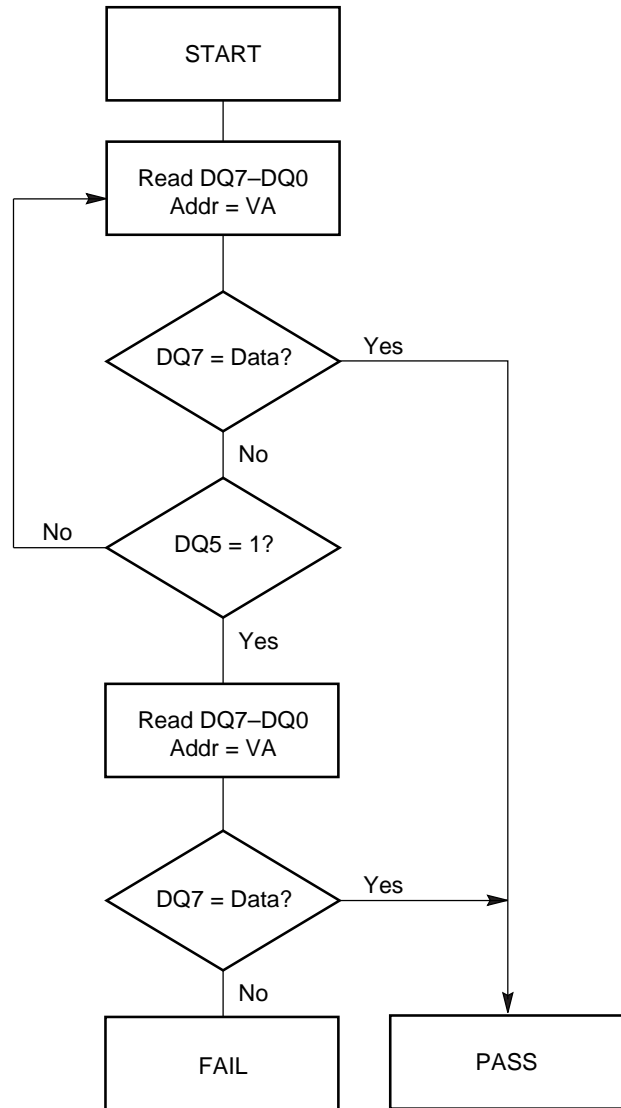 START
Read DQ7–DQ0
Addr = VA
DQ7 = Data?
Yes
No
No
DQ5 = 1?
Yes
Read DQ7–DQ0
Addr = VA
DQ7 = Data?
Yes
No
FAIL
PASS